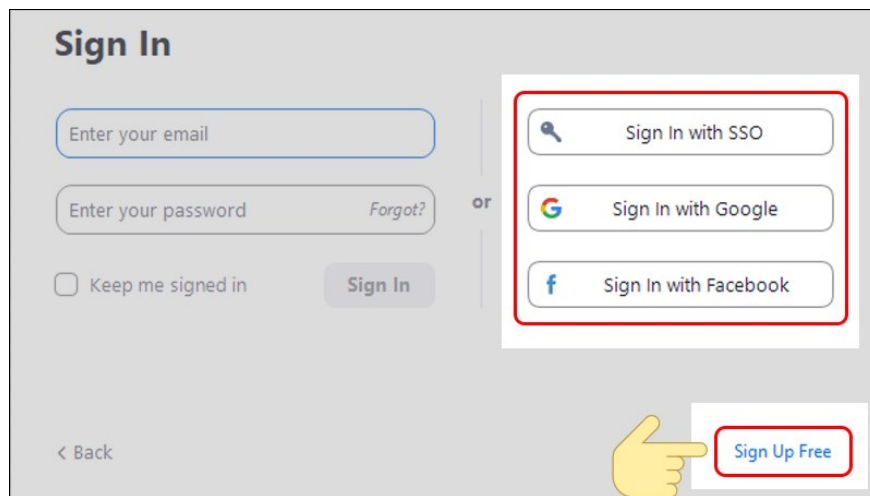 Sign In
Enter your email
Enter your password Forgot?
Keep me signed in Sign In
or
Sign In with SSO
Sign In with Google
Sign In with Facebook
< Back
Sign Up Free